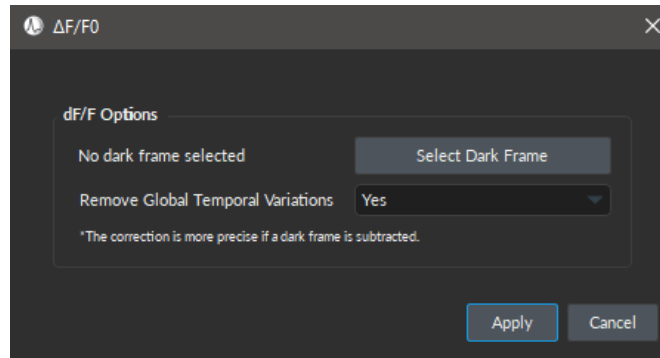 ΔF/F0
dF/F Options
No dark frame selected
Select Dark Frame
Remove Global Temporal Variations
Yes
*The correction is more precise if a dark frame is subtracted.
Apply
Cancel